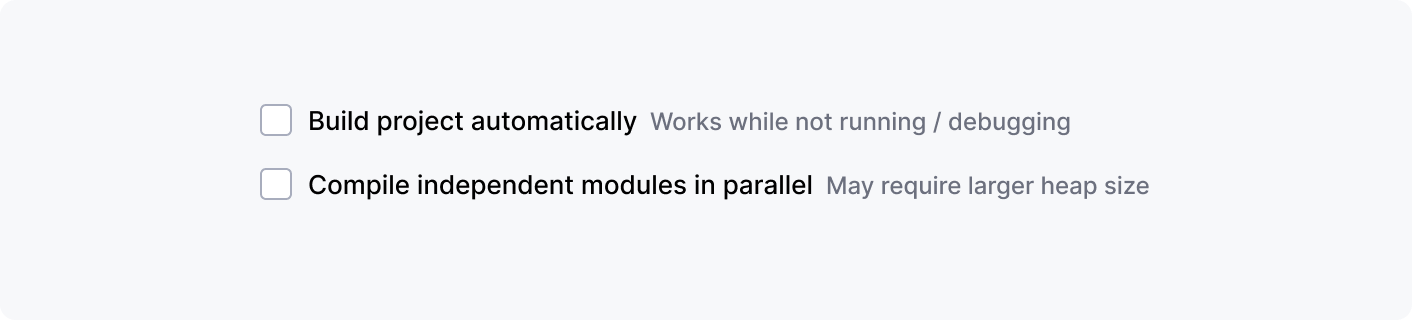 Build project automatically Works while not running / debugging
Compile independent modules in parallel May require larger heap size